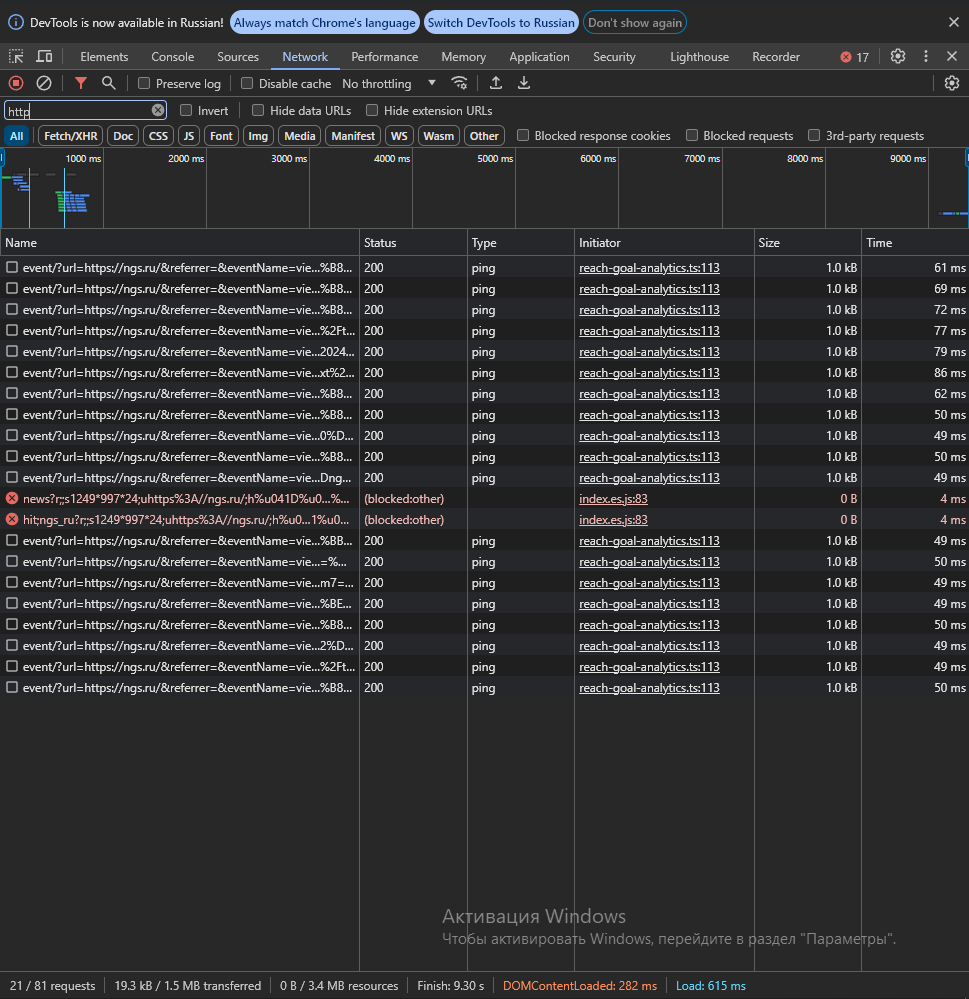 DevTools is now available in Russian! Always match Chrome's language Switch DevTools to Russian Don't show again
Elements Console Sources Network Performance Memory Application Security Lighthouse Recorder 17
Preserve log Disable cache No throttling
http Invert Hide data URLs Hide extension URLs
All Fetch/XHR Doc CSS JS Font Img Media Manifest WS Wasm Other Blocked response cookies Blocked requests 3rd-party requests
1000 ms 2000 ms 3000 ms 4000 ms 5000 ms 6000 ms 7000 ms 8000 ms 9000 ms
Name Status Type Initiator Size Time
event/?url=https://ngs.ru/&referrer=&eventName=vie...%B8... 200 ping reach-goal-analytics.ts:113 1.0 kB 61 ms
event/?url=https://ngs.ru/&referrer=&eventName=vie...%B8... 200 ping reach-goal-analytics.ts:113 1.0 kB 69 ms
event/?url=https://ngs.ru/&referrer=&eventName=vie...%B8... 200 ping reach-goal-analytics.ts:113 1.0 kB 72 ms
event/?url=https://ngs.ru/&referrer=&eventName=vie...%2Ft... 200 ping reach-goal-analytics.ts:113 1.0 kB 77 ms
event/?url=https://ngs.ru/&referrer=&eventName=vie...2024... 200 ping reach-goal-analytics.ts:113 1.0 kB 79 ms
event/?url=https://ngs.ru/&referrer=&eventName=vie...xt%2... 200 ping reach-goal-analytics.ts:113 1.0 kB 86 ms
event/?url=https://ngs.ru/&referrer=&eventName=vie...%B8... 200 ping reach-goal-analytics.ts:113 1.0 kB 62 ms
event/?url=https://ngs.ru/&referrer=&eventName=vie...%B8... 200 ping reach-goal-analytics.ts:113 1.0 kB 50 ms
event/?url=https://ngs.ru/&referrer=&eventName=vie...0%D... 200 ping reach-goal-analytics.ts:113 1.0 kB 49 ms
event/?url=https://ngs.ru/&referrer=&eventName=vie...%B8... 200 ping reach-goal-analytics.ts:113 1.0 kB 50 ms
event/?url=https://ngs.ru/&referrer=&eventName=vie...Dng... 200 ping reach-goal-analytics.ts:113 1.0 kB 49 ms
news?r;;s1249*997*24;uhttps%3A//ngs.ru/;h%u041D%u0...%... (blocked:other) index.es.js:83 0 B 4 ms
hit;ngs_ru?r;;s1249*997*24;uhttps%3A//ngs.ru/;h%u0...1%u0... (blocked:other) index.es.js:83 0 B 4 ms
event/?url=https://ngs.ru/&referrer=&eventName=vie...%BB... 200 ping reach-goal-analytics.ts:113 1.0 kB 49 ms
event/?url=https://ngs.ru/&referrer=&eventName=vie...=%... 200 ping reach-goal-analytics.ts:113 1.0 kB 50 ms
event/?url=https://ngs.ru/&referrer=&eventName=vie...m7=... 200 ping reach-goal-analytics.ts:113 1.0 kB 49 ms
event/?url=https://ngs.ru/&referrer=&eventName=vie...%BE... 200 ping reach-goal-analytics.ts:113 1.0 kB 49 ms
event/?url=https://ngs.ru/&referrer=&eventName=vie...%B8... 200 ping reach-goal-analytics.ts:113 1.0 kB 50 ms
event/?url=https://ngs.ru/&referrer=&eventName=vie...2%D... 200 ping reach-goal-analytics.ts:113 1.0 kB 49 ms
event/?url=https://ngs.ru/&referrer=&eventName=vie...%2Ft... 200 ping reach-goal-analytics.ts:113 1.0 kB 49 ms
event/?url=https://ngs.ru/&referrer=&eventName=vie...%B8... 200 ping reach-goal-analytics.ts:113 1.0 kB 50 ms
Активация Windows
Чтобы активировать Windows, перейдите в раздел "Параметры".
21 / 81 requests 19.3 kB / 1.5 MB transferred 0 B / 3.4 MB resources Finish: 9.30 s DOMContentLoaded: 282 ms Load: 615 ms